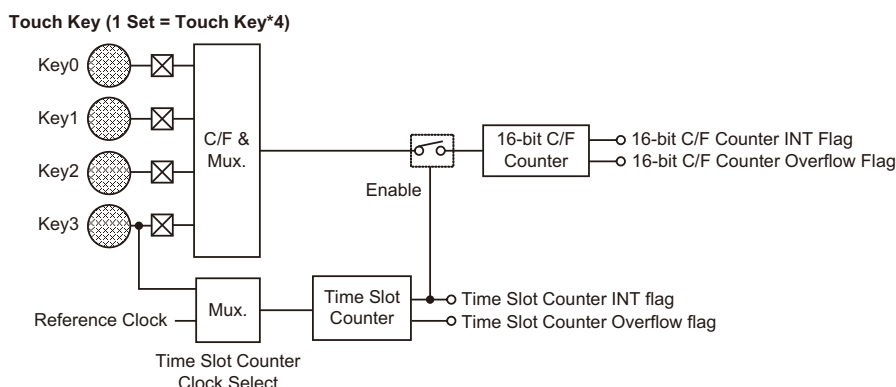 Touch Key (1 Set = Touch Key*4)
Key0
Key1
Key2
Key3
C/F &
Mux.
Enable
16-bit C/F
Counter
16-bit C/F Counter INT Flag
16-bit C/F Counter Overflow Flag
Reference Clock
Mux.
Time Slot
Counter
Time Slot Counter INT flag
Time Slot Counter Overflow flag
Time Slot Counter
Clock Select